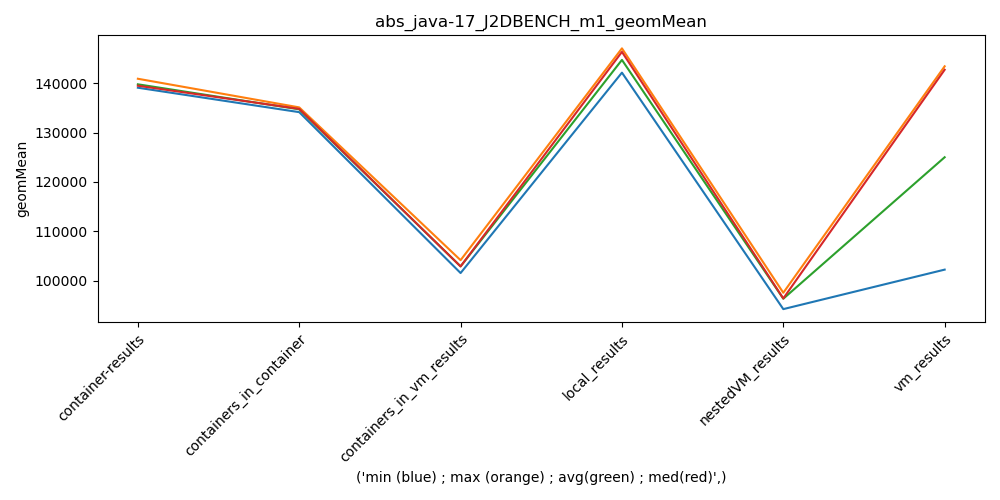 abs_java-17_J2DBENCH_m1_geomMean
geomMean
140000
130000
120000
110000
100000
container-results
containers_in_container
containers_in_vm_results
local_results
nestedVM_results
vm_results
('min (blue) ; max (orange) ; avg(green) ; med(red)',)